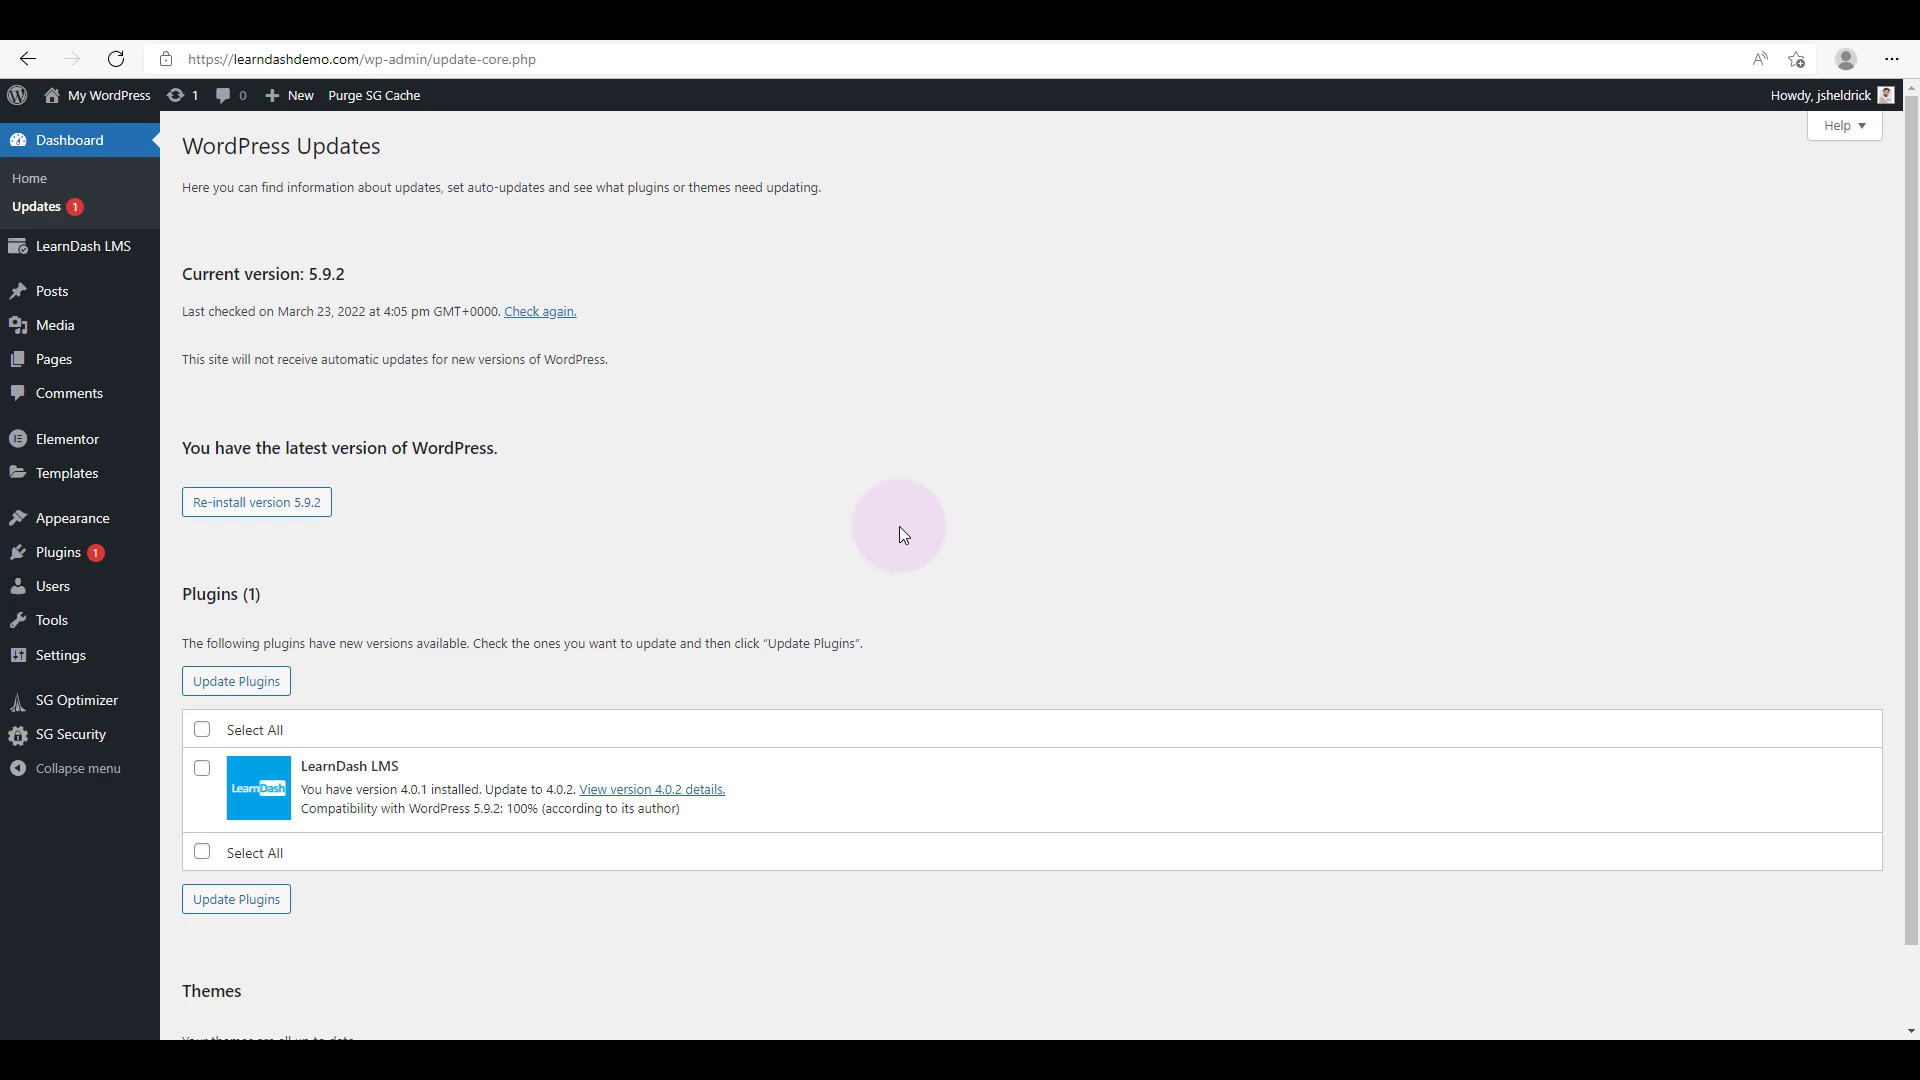 https://learndashdemo.com/wp-admin/update-core.php
My WordPress 1 0 New Purge SG Cache Howdy, jsheldrick
Help
Dashboard
Home
Updates 1
LearnDash LMS
Posts
Media
Pages
Comments
Elementor
Templates
Appearance
Plugins 1
Users
Tools
Settings
SG Optimizer
SG Security
Collapse menu
WordPress Updates
Here you can find information about updates, set auto-updates and see what plugins or themes need updating.
Current version: 5.9.2
Last checked on March 23, 2022 at 4:05 pm GMT+0000. Check again.
This site will not receive automatic updates for new versions of WordPress.
You have the latest version of WordPress.
Re-install version 5.9.2
Plugins (1)
The following plugins have new versions available. Check the ones you want to update and then click “Update Plugins”.
Update Plugins
Select All
LearnDash
LearnDash LMS
You have version 4.0.1 installed. Update to 4.0.2. View version 4.0.2 details.
Compatibility with WordPress 5.9.2: 100% (according to its author)
Select All
Update Plugins
Themes
Your themes are all up to date.